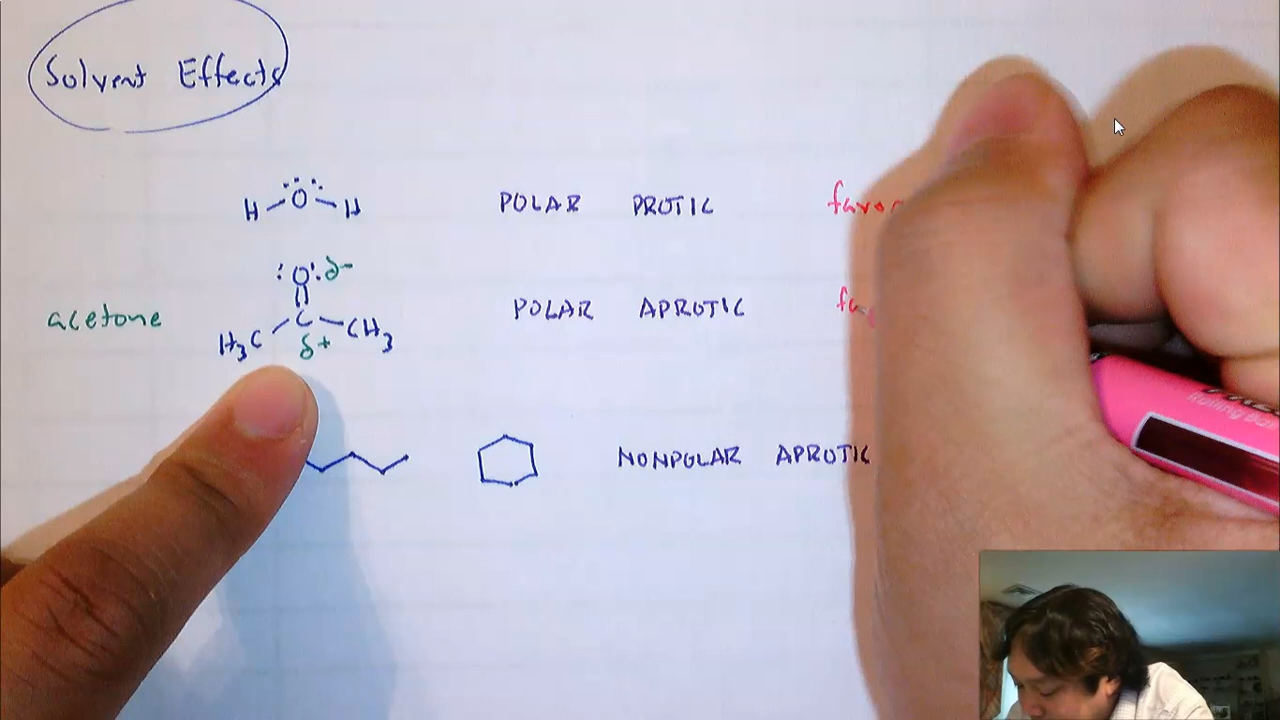 Solvent Effects
H O H POLAR PROTIC
O δ-
acetone H3C C CH3 POLAR APROTIC
δ+
NONPOLAR APROTIC